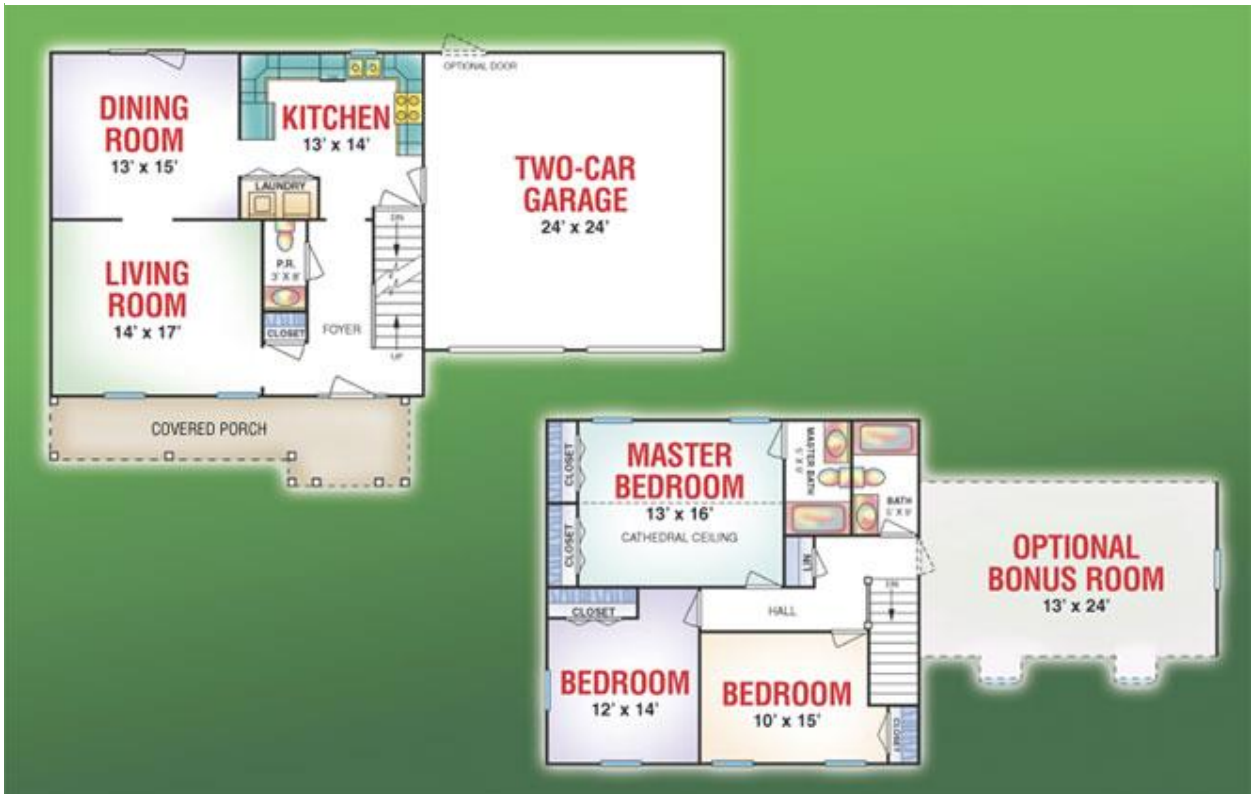 OPTIONAL DOOR
DINING
ROOM
13' x 15'
KITCHEN
13' x 14'
LAUNDRY
TWO-CAR
GARAGE
24' x 24'
DN
LIVING
ROOM
14' x 17'
P.R.
3' X 8'
CLOSET
FOYER
UP
COVERED PORCH
CLOSET
CLOSET
MASTER
BEDROOM
13' x 16'
CATHEDRAL CEILING
MASTER BATH
BATH
5' X 9'
LIN
OPTIONAL
BONUS ROOM
13' x 24'
DN
HALL
CLOSET
BEDROOM
12' x 14'
BEDROOM
10' x 15'
CLOSET